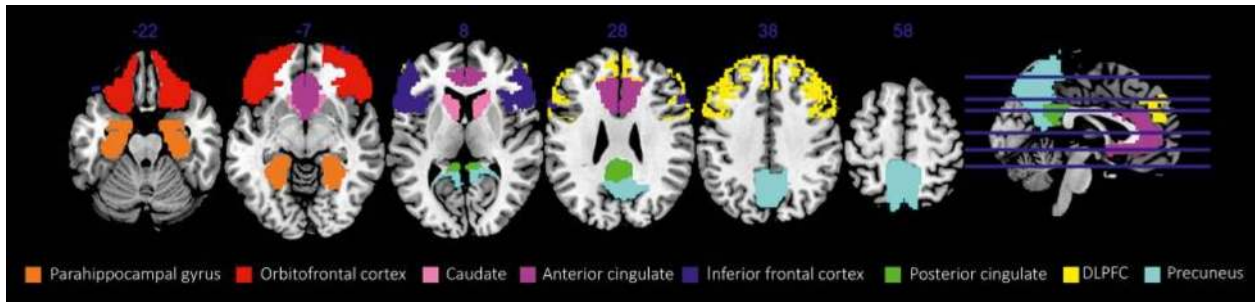 -22 -7 8 28 38 58
Parahippocampal gyrus Orbitofrontal cortex Caudate Anterior cingulate Inferior frontal cortex Posterior cingulate DLPFC Precuneus